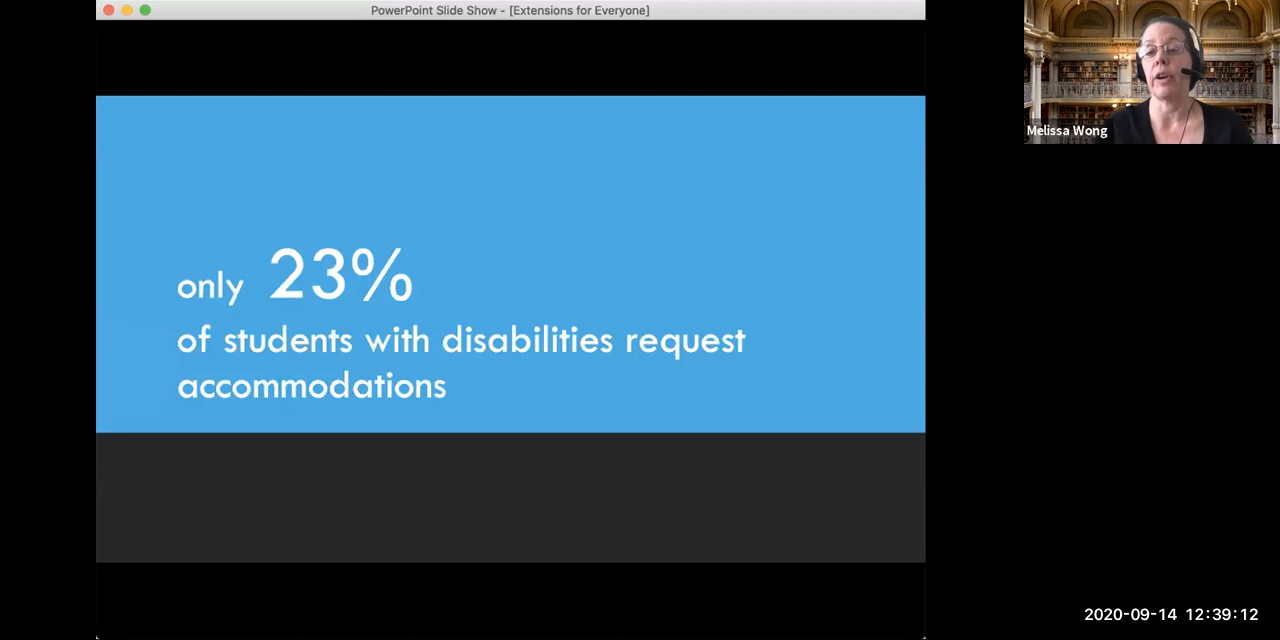 PowerPoint Slide Show - [Extensions for Everyone]
Melissa Wong
only 23%
of students with disabilities request
accommodations
2020-09-14 12:39:12